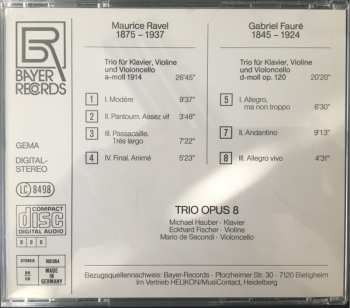 BAYER
RECORDS
GEMA
DIGITAL-
STEREO
LC 8498
COMPACT
disc
DIGITAL AUDIO
DDD
STEREO
MADE
IN
GERMANY
Maurice Ravel
1875 – 1937
Trio für Klavier, Violine
und Violoncello
a-moll 1914 26'45"
1 I. Modéré 9'37"
2 II. Pantoum. Assez vif 3'46"
3 III. Passacaille.
Très large 7'22"
4 IV. Final. Animé 5'23"
Gabriel Fauré
1845 – 1924
Trio für Klavier, Violine
und Violoncello
d-moll op. 120 20'20"
5 I. Allegro,
ma non troppo 6'30"
7 II. Andantino 9'13"
8 III. Allegro vivo 4'31"
TRIO OPUS 8
Michael Hauber · Klavier
Eckhard Fischer · Violine
Mario de Secondi · Violoncello
Bezugsquellennachweis: Bayer-Records · Pforzheimer Str. 30 · 7120 Bietigheim
Im Vertrieb HELIKON/MusiContact, Heidelberg